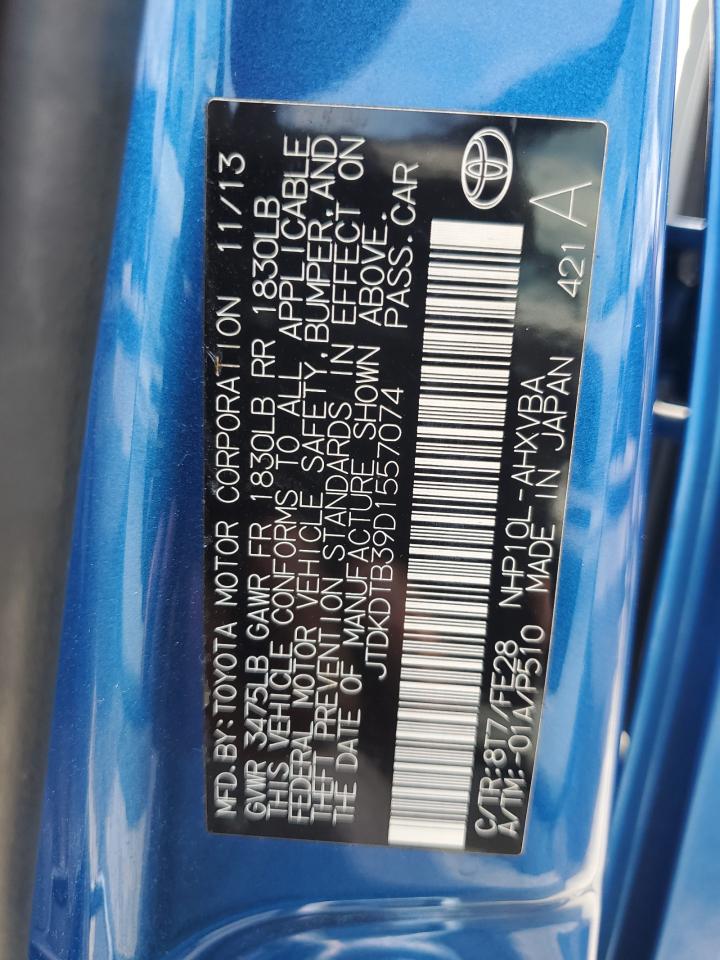 MFD.BY:TOYOTA MOTOR CORPORATION 11/13
GWR 3475LB GAWR FR 1830LB RR 1830LB
THIS VEHICLE CONFORMS TO ALL APPLICABLE
FEDERAL MOTOR VEHICLE SAFETY,BUMPER,AND
THEFT PREVENTION STANDARDS IN EFFECT ON
THE DATE OF MANUFACTURE SHOWN ABOVE.
JTDKDTB39D1557074 PASS.CAR
C/TR:8T7/FE28 NHP10L-AHXVBA
A/TM:-01A/P510 MADE IN JAPAN 421 A